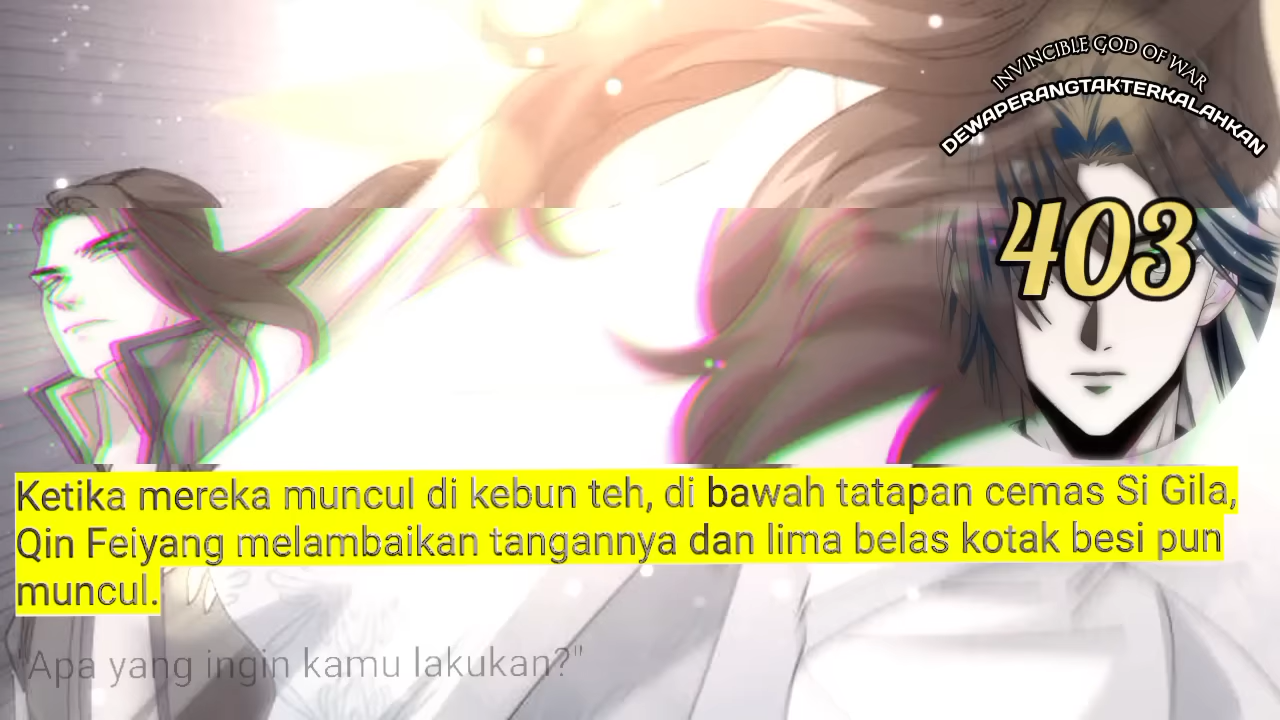 INVINCIBLE GOD OF WAR
DEWAPERANGTAKTERKALAHKAN
403
Ketika mereka muncul di kebun teh, di bawah tatapan cemas Si Gila,
Qin Feiyang melambaikan tangannya dan lima belas kotak besi pun
muncul.
"Apa yang ingin kamu lakukan?"